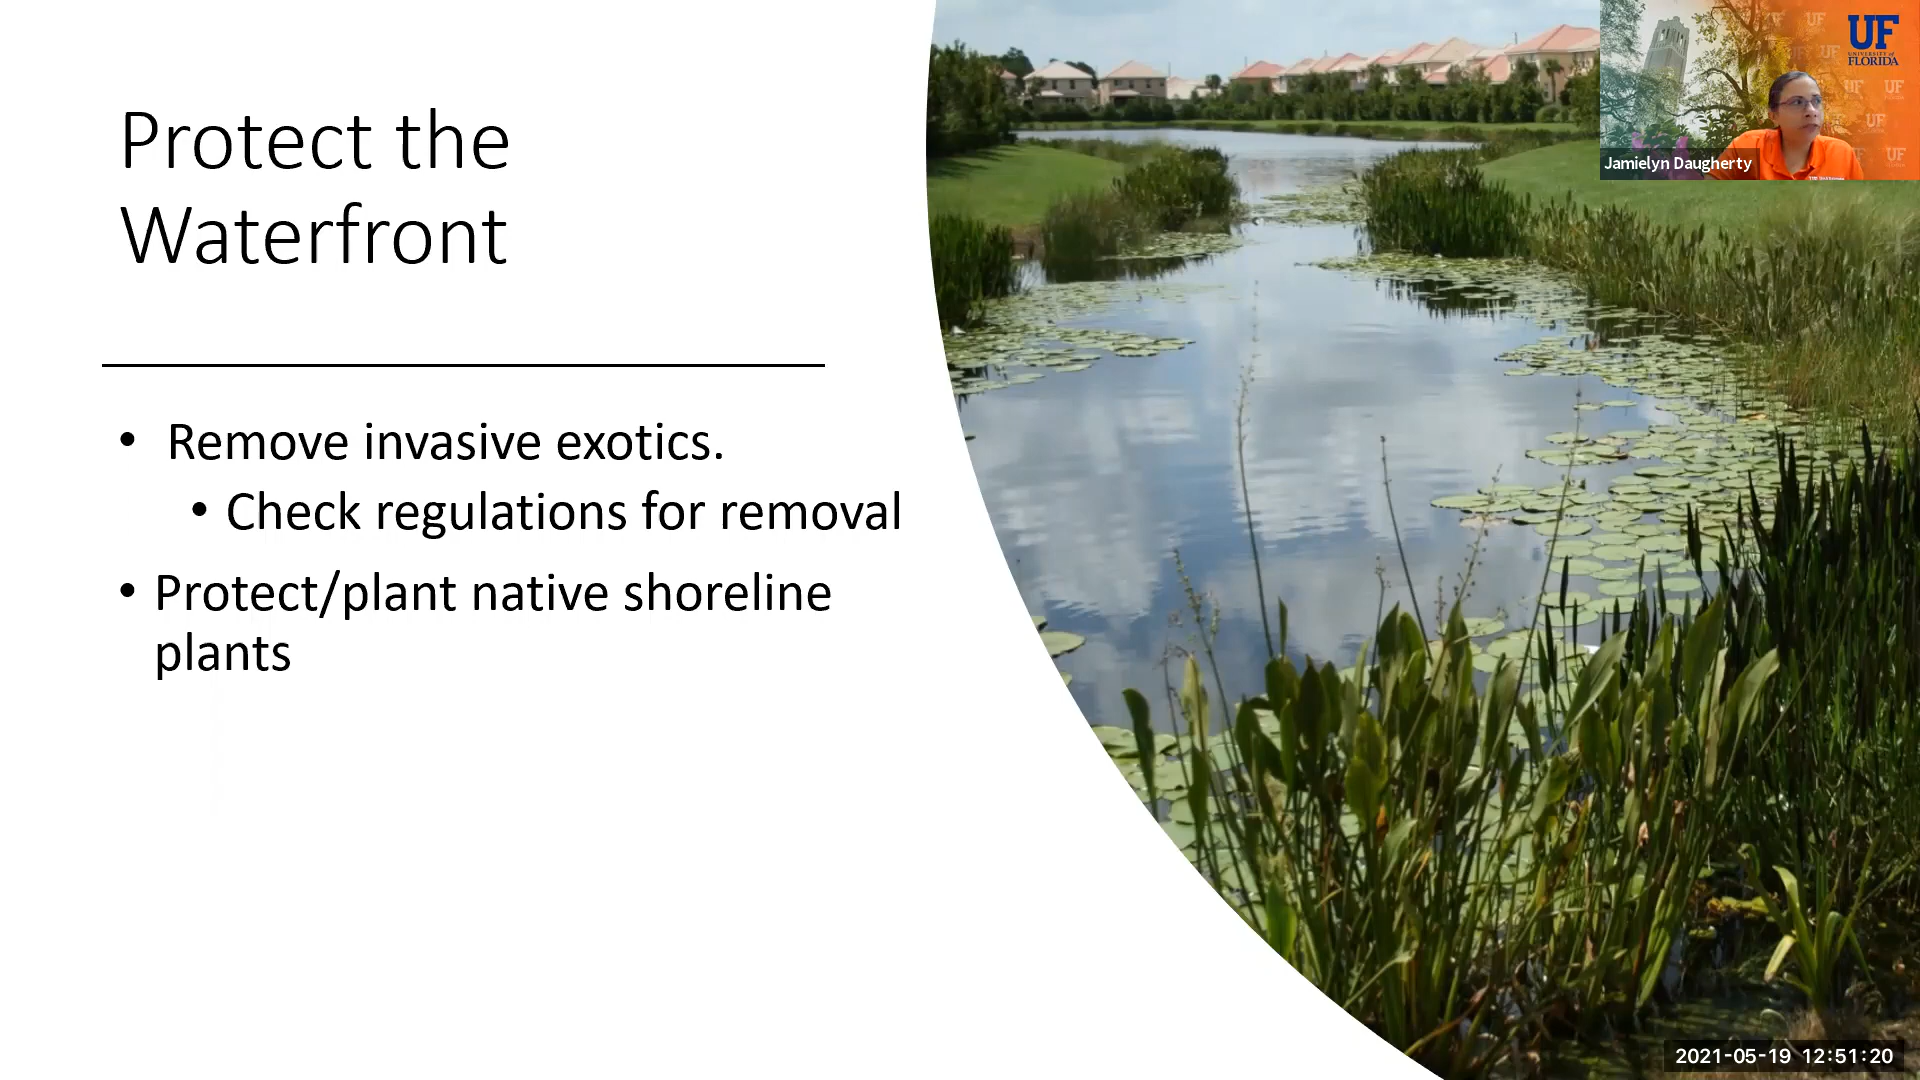 Protect the
Waterfront
• Remove invasive exotics.
• Check regulations for removal
• Protect/plant native shoreline
plants
UF
UNIVERSITY of
FLORIDA
Jamielyn Daugherty
2021-05-19 12:51:20